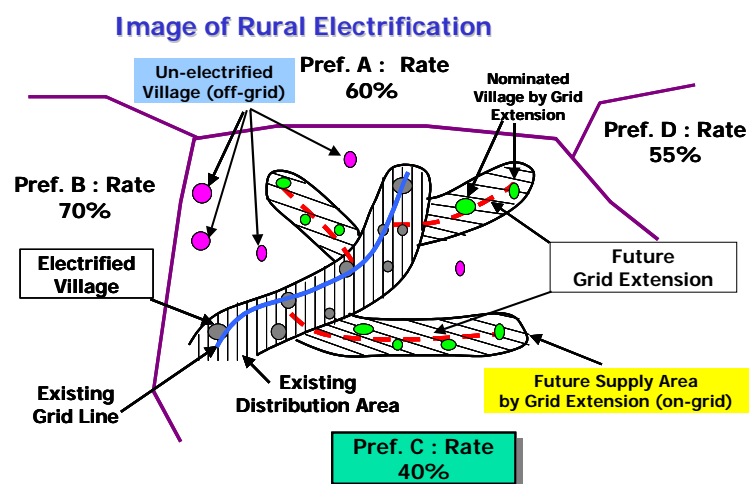 Image of Rural Electrification
Un-electrified
Village (off-grid)
Pref. A : Rate
60%
Nominated
Village by Grid
Extension
Pref. D : Rate
55%
Pref. B : Rate
70%
Electrified
Village
Future
Grid Extension
Existing
Grid Line
Existing
Distribution Area
Future Supply Area
by Grid Extension (on-grid)
Pref. C : Rate
40%